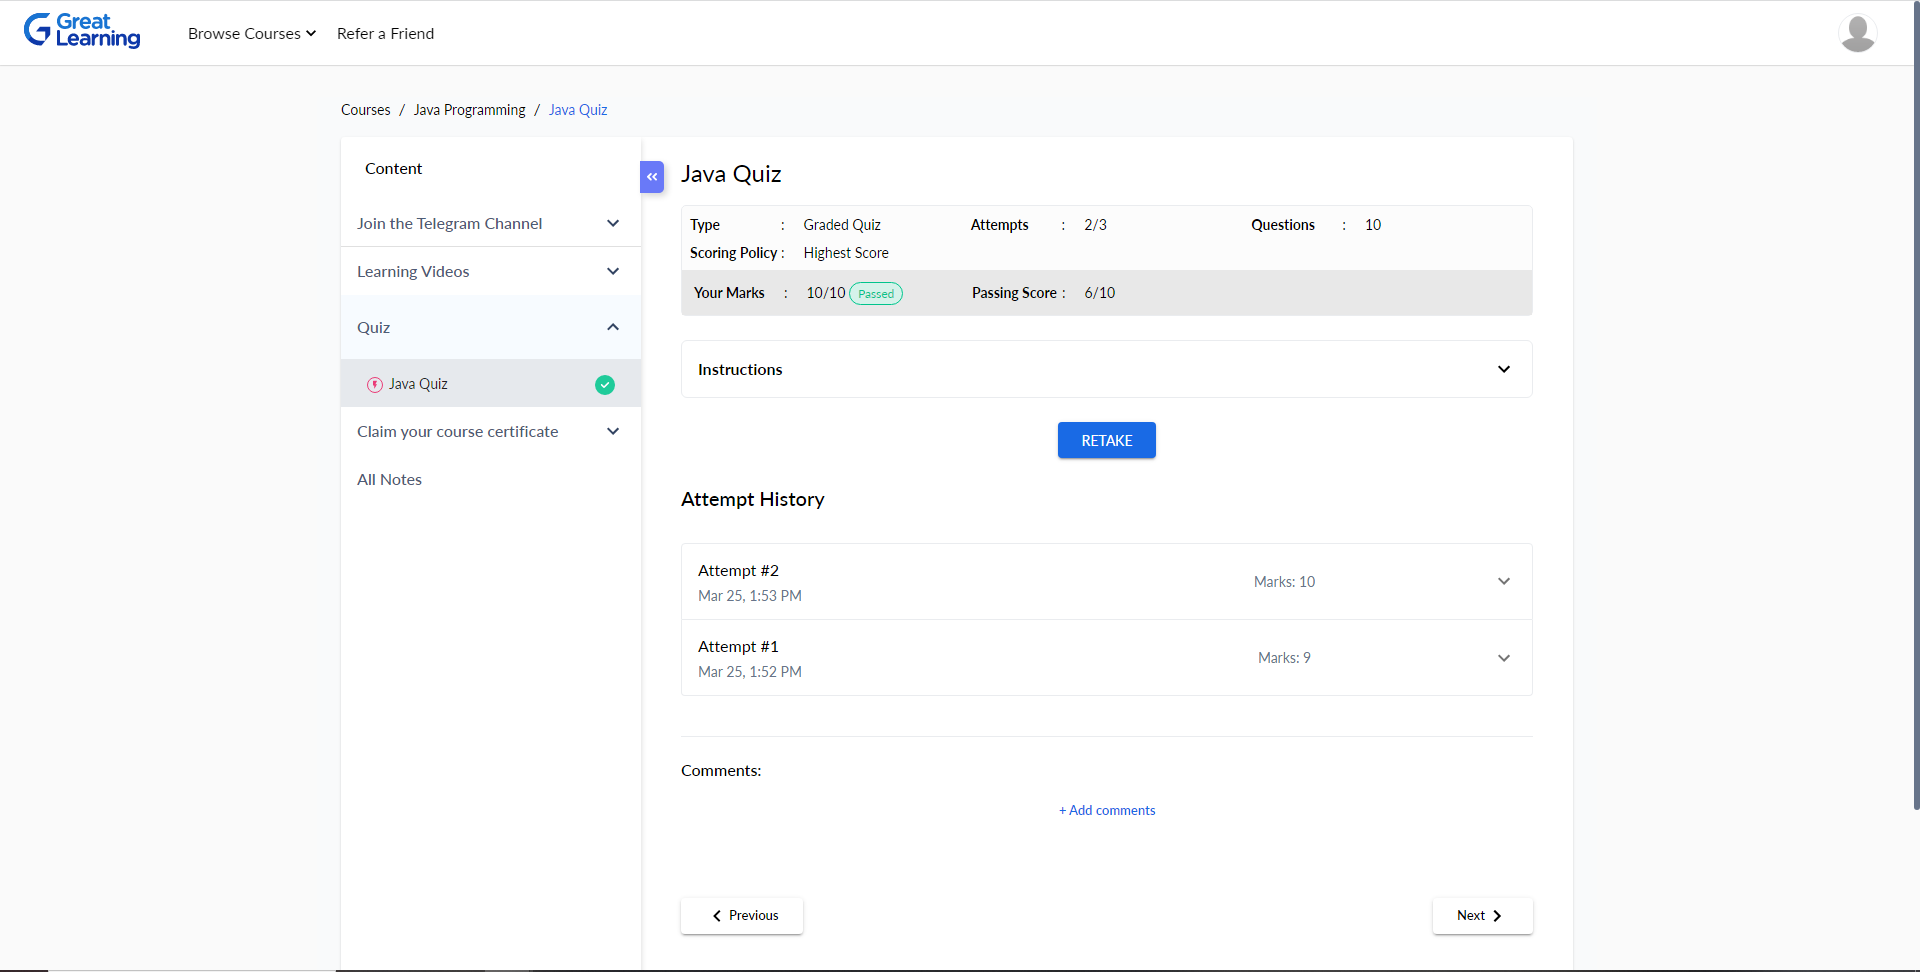 Great Learning
Browse Courses
Refer a Friend
Courses / Java Programming / Java Quiz
Content
Join the Telegram Channel
Learning Videos
Quiz
Java Quiz
Claim your course certificate
All Notes
Java Quiz
Type : Graded Quiz
Attempts : 2/3
Questions : 10
Scoring Policy : Highest Score
Your Marks : 10/10 Passed
Passing Score : 6/10
Instructions
RETAKE
Attempt History
Attempt #2
Mar 25, 1:53 PM
Marks: 10
Attempt #1
Mar 25, 1:52 PM
Marks: 9
Comments:
+ Add comments
Previous
Next